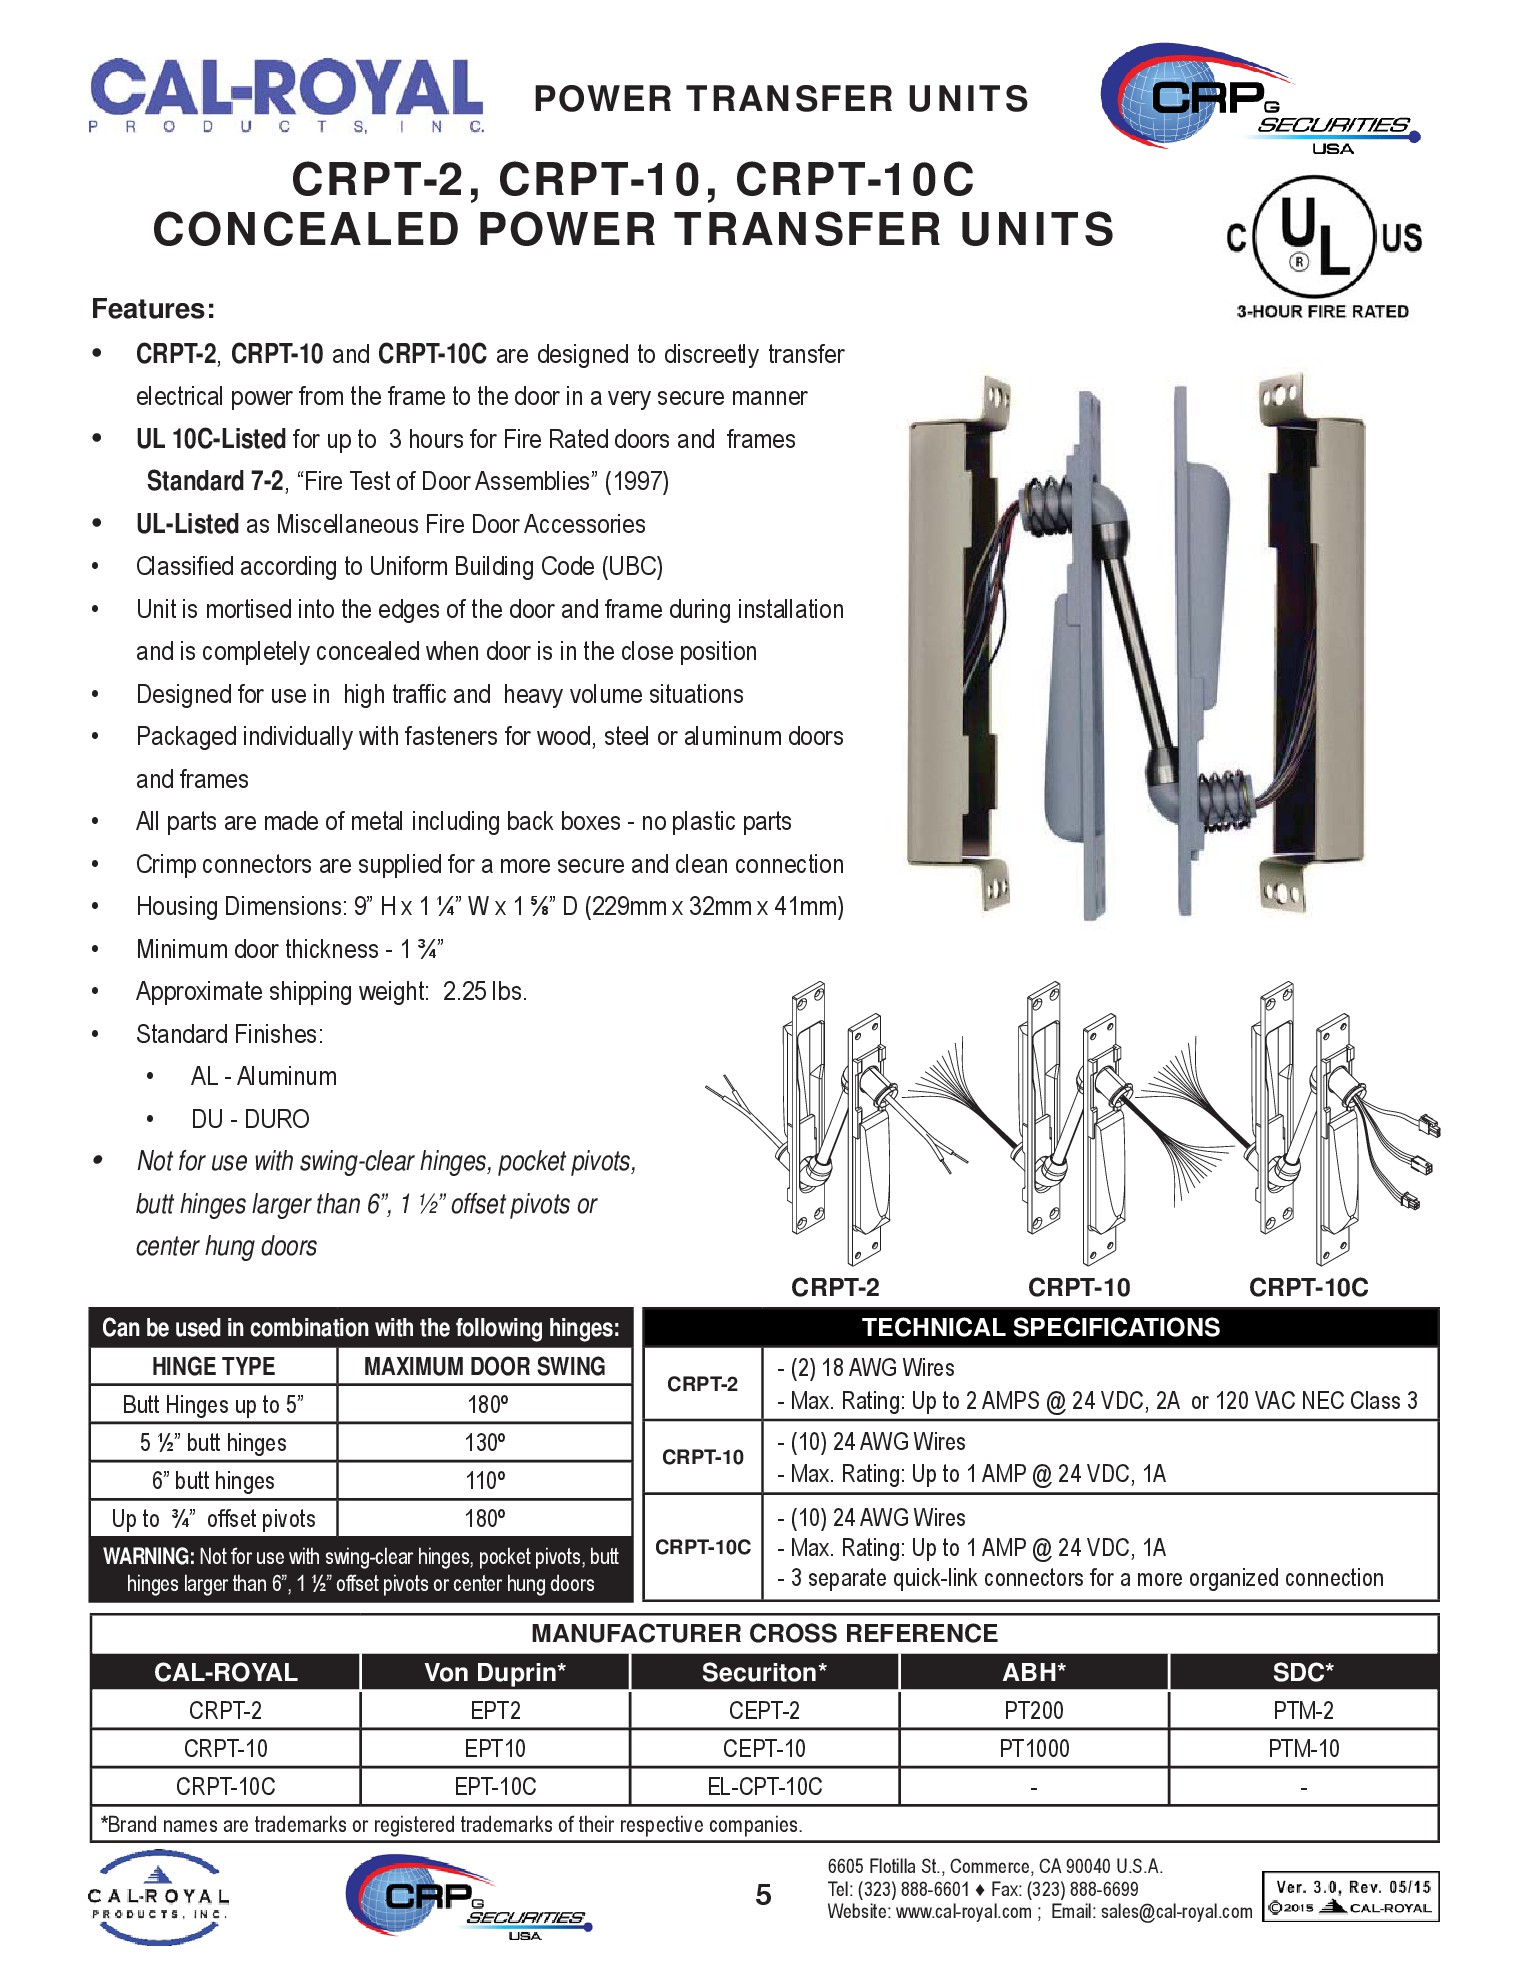 CAL-ROYAL
PRODUCTS, INC.
POWER TRANSFER UNITS
CRP G
SECURITIES
USA
CRPT-2, CRPT-10, CRPT-10C
CONCEALED POWER TRANSFER UNITS
C UL ® US
3-HOUR FIRE RATED
Features:
• CRPT-2, CRPT-10 and CRPT-10C are designed to discreetly transfer
electrical power from the frame to the door in a very secure manner
• UL 10C-Listed for up to 3 hours for Fire Rated doors and frames
Standard 7-2, “Fire Test of Door Assemblies” (1997)
• UL-Listed as Miscellaneous Fire Door Accessories
• Classified according to Uniform Building Code (UBC)
• Unit is mortised into the edges of the door and frame during installation
and is completely concealed when door is in the close position
• Designed for use in high traffic and heavy volume situations
• Packaged individually with fasteners for wood, steel or aluminum doors
and frames
• All parts are made of metal including back boxes - no plastic parts
• Crimp connectors are supplied for a more secure and clean connection
• Housing Dimensions: 9” H x 1 ¼” W x 1 ⅝” D (229mm x 32mm x 41mm)
• Minimum door thickness - 1 ¾”
• Approximate shipping weight: 2.25 lbs.
• Standard Finishes:
• AL - Aluminum
• DU - DURO
• Not for use with swing-clear hinges, pocket pivots,
butt hinges larger than 6”, 1 ½” offset pivots or
center hung doors
CRPT-2 CRPT-10 CRPT-10C
Can be used in combination with the following hinges:
HINGE TYPE MAXIMUM DOOR SWING
Butt Hinges up to 5” 180º
5 ½” butt hinges 130º
6” butt hinges 110º
Up to ¾” offset pivots 180º
WARNING: Not for use with swing-clear hinges, pocket pivots, butt
hinges larger than 6”, 1 ½” offset pivots or center hung doors
TECHNICAL SPECIFICATIONS
CRPT-2
- (2) 18 AWG Wires
- Max. Rating: Up to 2 AMPS @ 24 VDC, 2A or 120 VAC NEC Class 3
CRPT-10
- (10) 24 AWG Wires
- Max. Rating: Up to 1 AMP @ 24 VDC, 1A
CRPT-10C
- (10) 24 AWG Wires
- Max. Rating: Up to 1 AMP @ 24 VDC, 1A
- 3 separate quick-link connectors for a more organized connection
MANUFACTURER CROSS REFERENCE
CAL-ROYAL Von Duprin* Securiton* ABH* SDC*
CRPT-2 EPT2 CEPT-2 PT200 PTM-2
CRPT-10 EPT10 CEPT-10 PT1000 PTM-10
CRPT-10C EPT-10C EL-CPT-10C - -
*Brand names are trademarks or registered trademarks of their respective companies.
CAL-ROYAL
PRODUCTS, INC.
CRP G
SECURITIES
USA
5
6605 Flotilla St., Commerce, CA 90040 U.S.A.
Tel: (323) 888-6601 ♦ Fax: (323) 888-6699
Website: www.cal-royal.com ; Email: sales@cal-royal.com
Ver. 3.0, Rev. 05/15
©2015 CAL-ROYAL